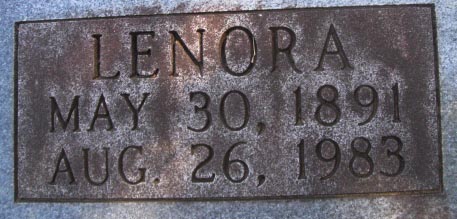 LENORA
MAY 30, 1891
AUG. 26, 1983